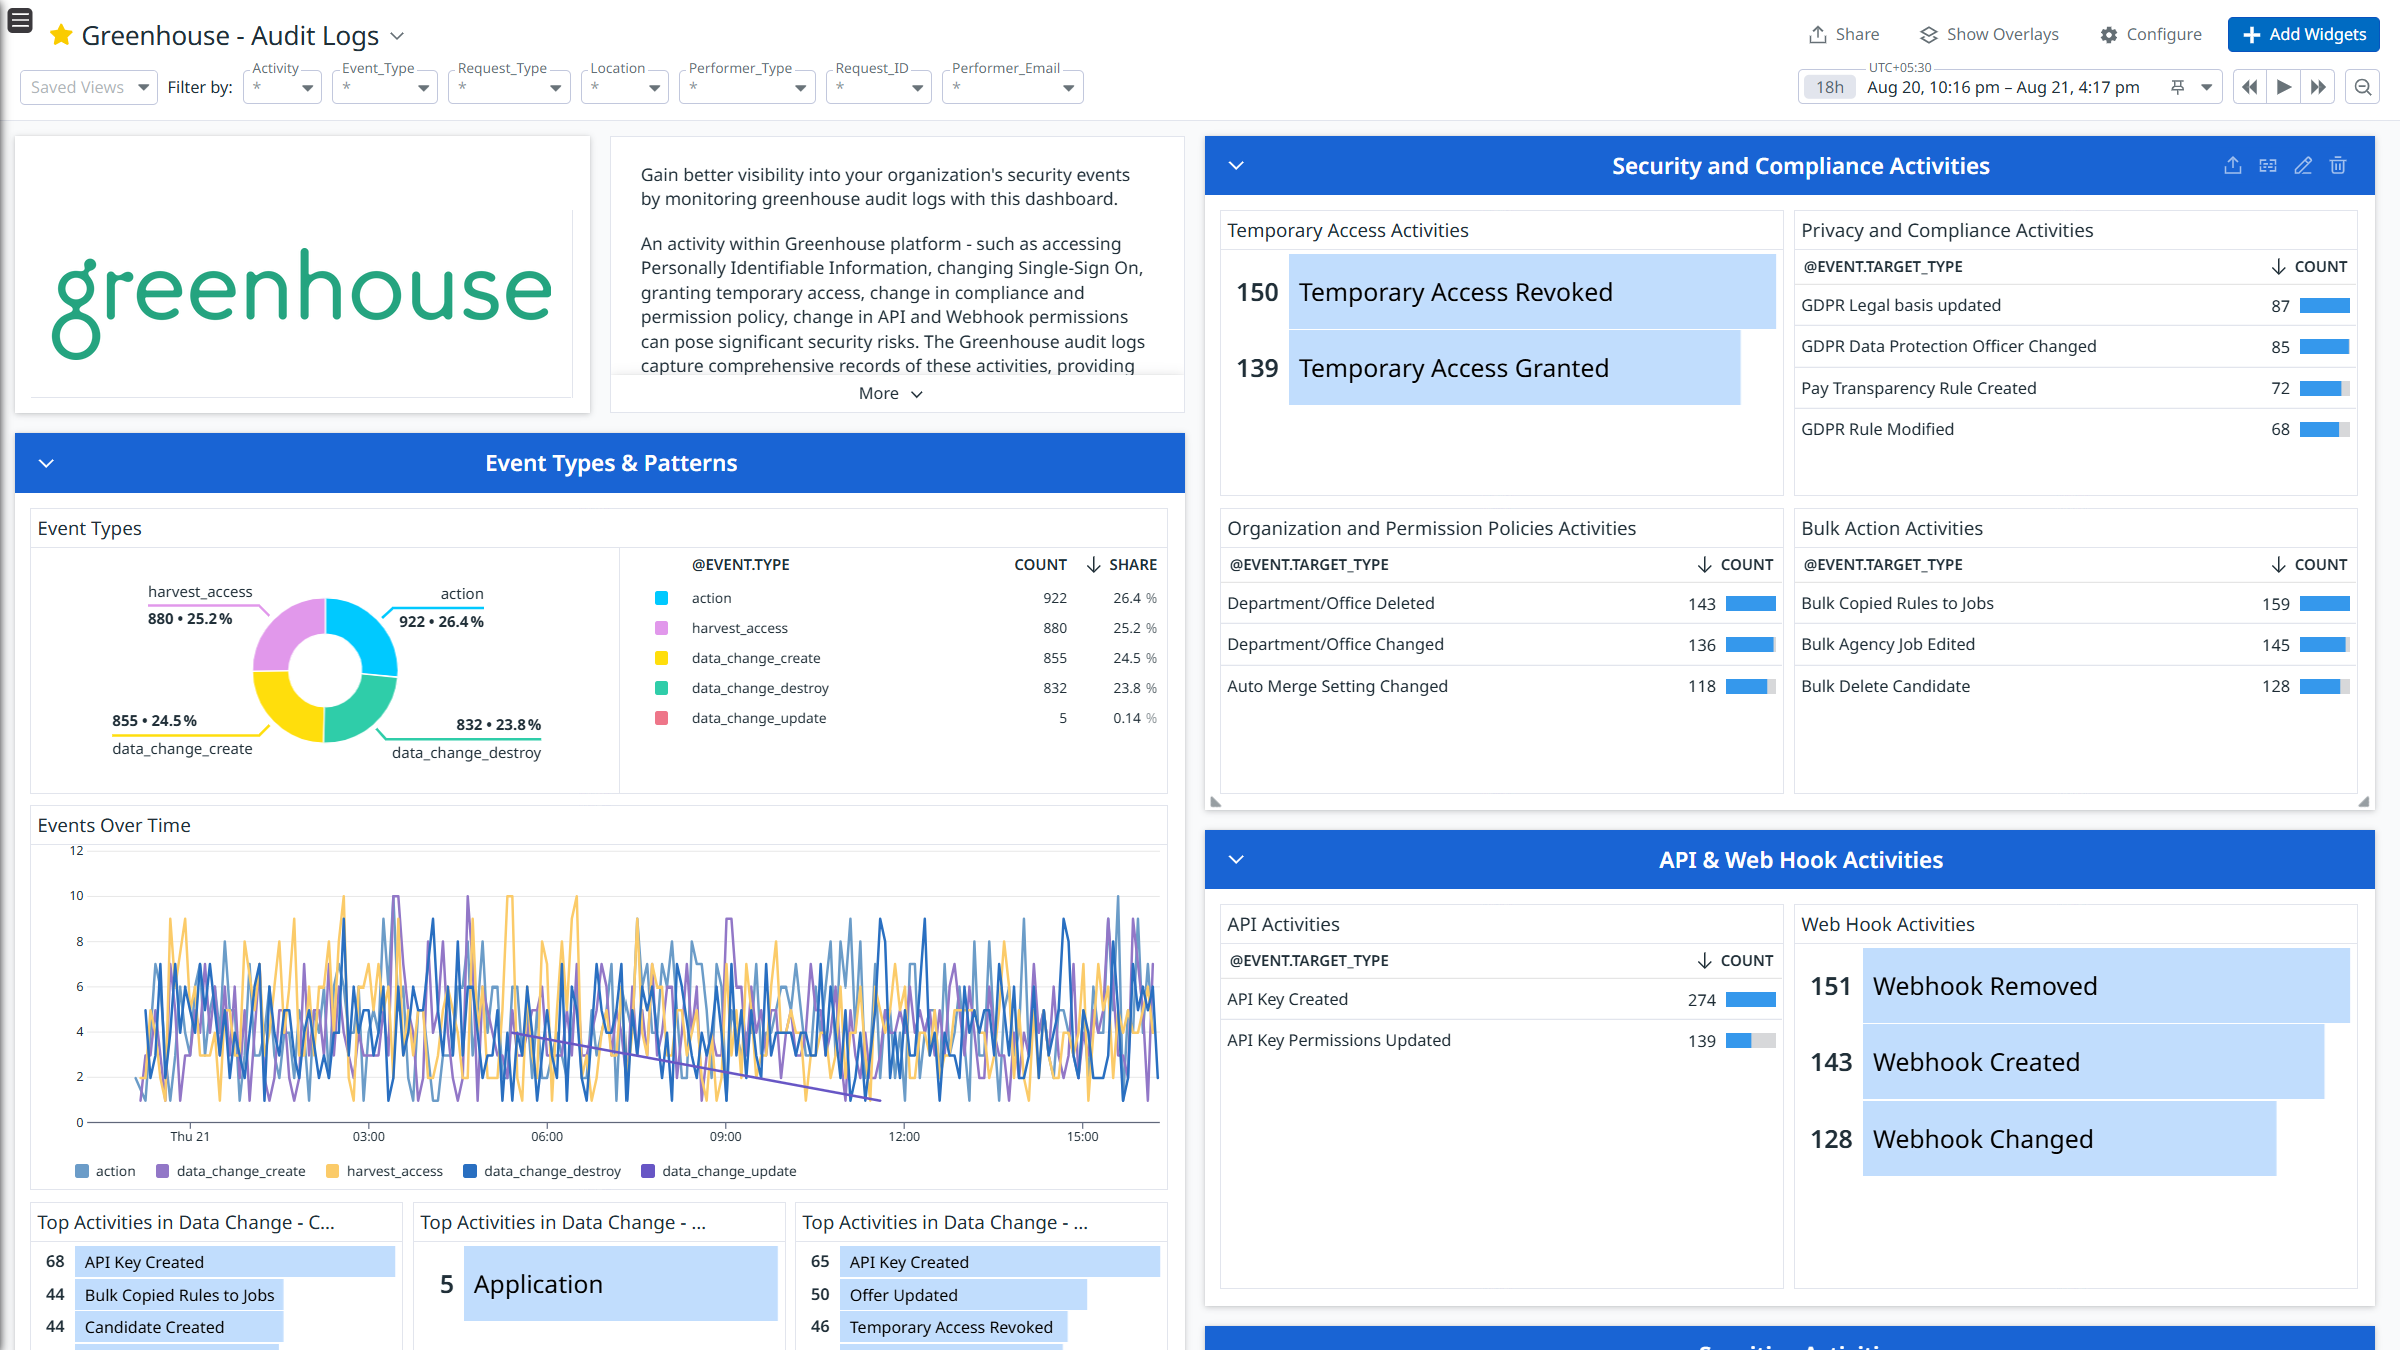 Greenhouse - Audit Logs
Share
Show Overlays
Configure
Add Widgets
Saved Views
Filter by:
Activity
*
Event_Type
*
Request_Type
*
Location
*
Performer_Type
*
Request_ID
*
Performer_Email
*
UTC+05:30
18h
Aug 20, 10:16 pm – Aug 21, 4:17 pm
greenhouse
Gain better visibility into your organization's security events
by monitoring greenhouse audit logs with this dashboard.
An activity within Greenhouse platform - such as accessing
Personally Identifiable Information, changing Single-Sign On,
granting temporary access, change in compliance and
permission policy, change in API and Webhook permissions
can pose significant security risks. The Greenhouse audit logs
capture comprehensive records of these activities, providing
More
Event Types & Patterns
Event Types
harvest_access
880 • 25.2%
action
922 • 26.4%
855 • 24.5%
data_change_create
832 • 23.8%
data_change_destroy
@EVENT.TYPE COUNT SHARE
action 922 26.4 %
harvest_access 880 25.2 %
data_change_create 855 24.5 %
data_change_destroy 832 23.8 %
data_change_update 5 0.14 %
Events Over Time
12
10
8
6
4
2
0
Thu 21 03:00 06:00 09:00 12:00 15:00
action data_change_create harvest_access data_change_destroy data_change_update
Top Activities in Data Change - C...
68 API Key Created
44 Bulk Copied Rules to Jobs
44 Candidate Created
Top Activities in Data Change - ...
5 Application
Top Activities in Data Change - ...
65 API Key Created
50 Offer Updated
46 Temporary Access Revoked
Security and Compliance Activities
Temporary Access Activities
150 Temporary Access Revoked
139 Temporary Access Granted
Privacy and Compliance Activities
@EVENT.TARGET_TYPE COUNT
GDPR Legal basis updated 87
GDPR Data Protection Officer Changed 85
Pay Transparency Rule Created 72
GDPR Rule Modified 68
Organization and Permission Policies Activities
@EVENT.TARGET_TYPE COUNT
Department/Office Deleted 143
Department/Office Changed 136
Auto Merge Setting Changed 118
Bulk Action Activities
@EVENT.TARGET_TYPE COUNT
Bulk Copied Rules to Jobs 159
Bulk Agency Job Edited 145
Bulk Delete Candidate 128
API & Web Hook Activities
API Activities
@EVENT.TARGET_TYPE COUNT
API Key Created 274
API Key Permissions Updated 139
Web Hook Activities
151 Webhook Removed
143 Webhook Created
128 Webhook Changed